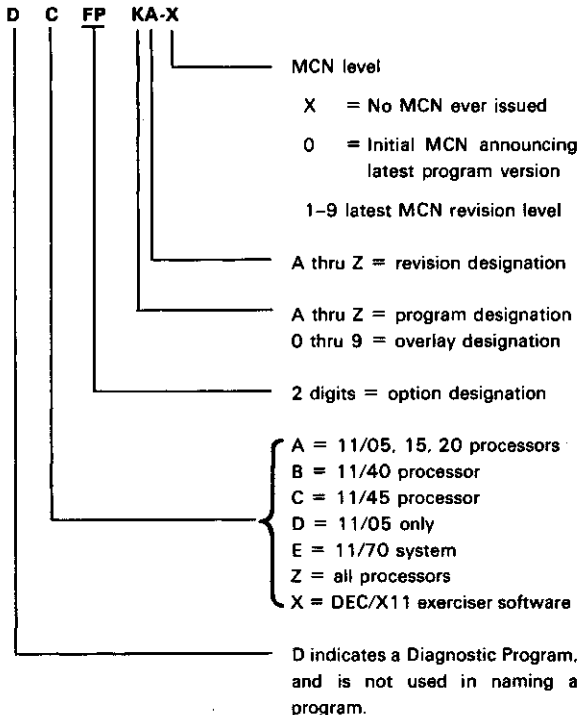 D C FP KA-X
MCN level
X = No MCN ever issued
0 = Initial MCN announcing
latest program version
1-9 latest MCN revision level
A thru Z = revision designation
A thru Z = program designation
0 thru 9 = overlay designation
2 digits = option designation
A = 11/05, 15, 20 processors
B = 11/40 processor
C = 11/45 processor
D = 11/05 only
E = 11/70 system
Z = all processors
X = DEC/X11 exerciser software
D indicates a Diagnostic Program,
and is not used in naming a
program.